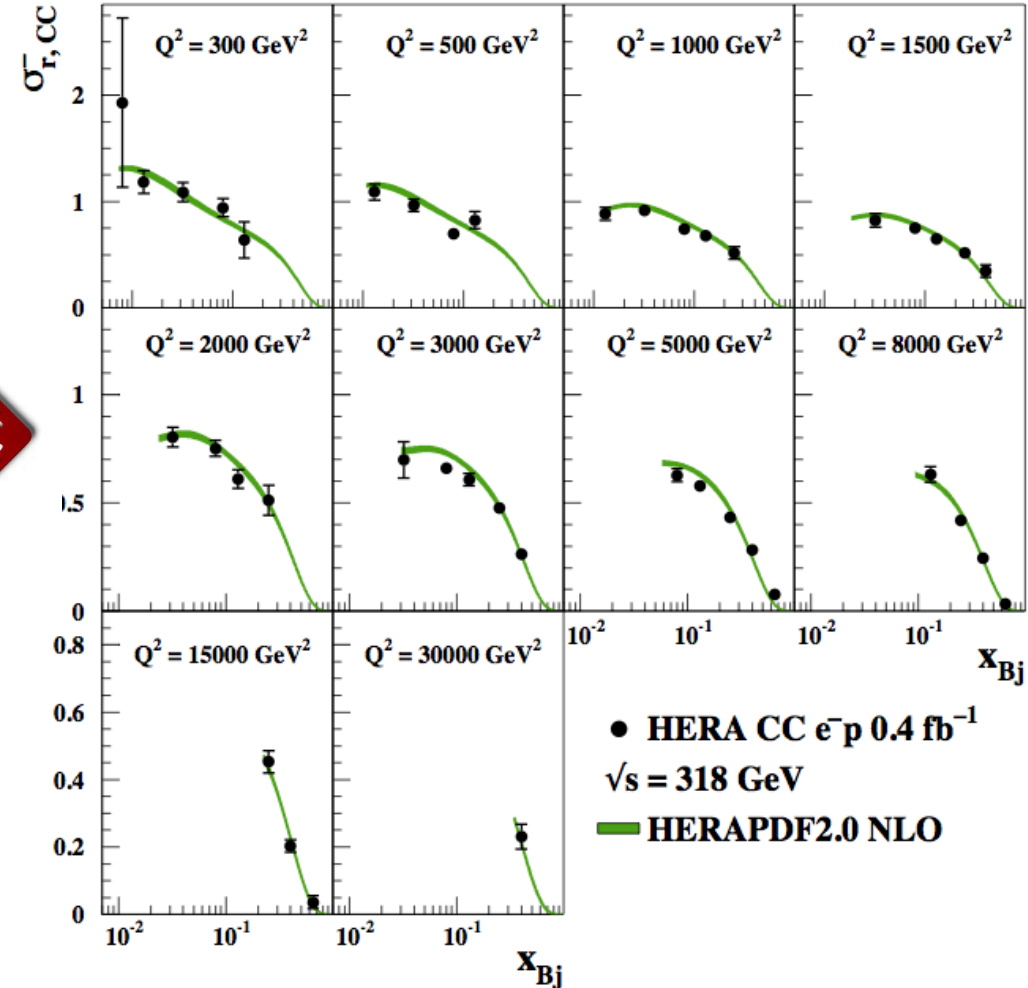 σ⁻r, CC
Q² = 300 GeV²
Q² = 500 GeV²
Q² = 1000 GeV²
Q² = 1500 GeV²
2
1
0
Q² = 2000 GeV²
Q² = 3000 GeV²
Q² = 5000 GeV²
Q² = 8000 GeV²
1
.5
0
10⁻² 10⁻¹
10⁻² 10⁻¹
xBj
Q² = 15000 GeV²
Q² = 30000 GeV²
0.8
0.6
0.4
0.2
0
10⁻² 10⁻¹
10⁻² 10⁻¹
xBj
HERA CC e⁻p 0.4 fb⁻¹
√s = 318 GeV
HERAPDF2.0 NLO